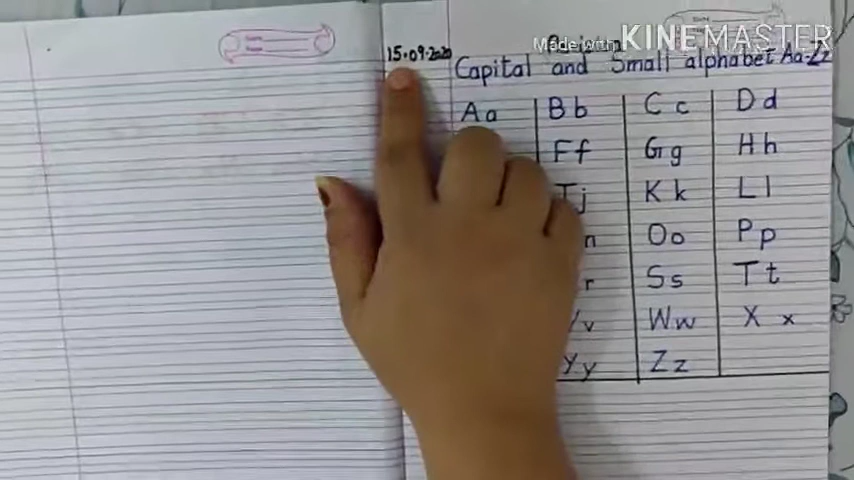 Made with KINEMASTER
15.09.2020
Capital and Small alphabet Aa-Zz
Aa Bb Cc Dd
Ff Gg Hh
Jj Kk Ll
n Oo Pp
r Ss Tt
v Ww Xx
Yy Zz